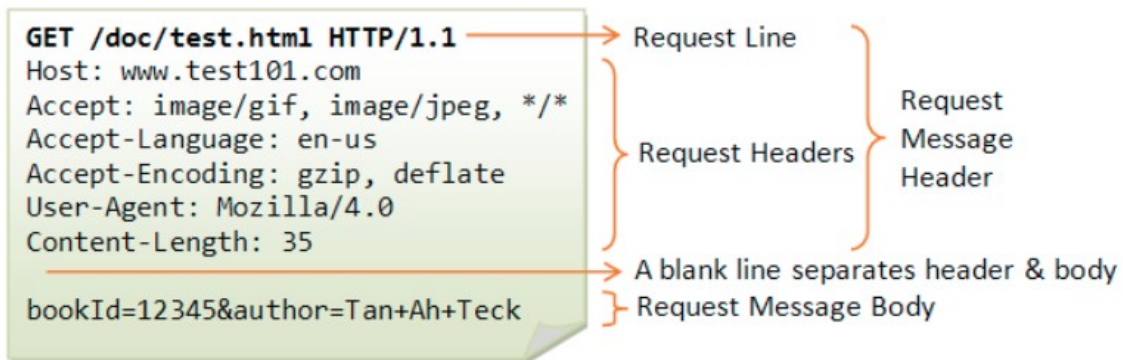 GET /doc/test.html HTTP/1.1
Host: www.test101.com
Accept: image/gif, image/jpeg, */*
Accept-Language: en-us
Accept-Encoding: gzip, deflate
User-Agent: Mozilla/4.0
Content-Length: 35
bookId=12345&author=Tan+Ah+Teck
Request Line
Request Headers
Request
Message
Header
A blank line separates header & body
Request Message Body